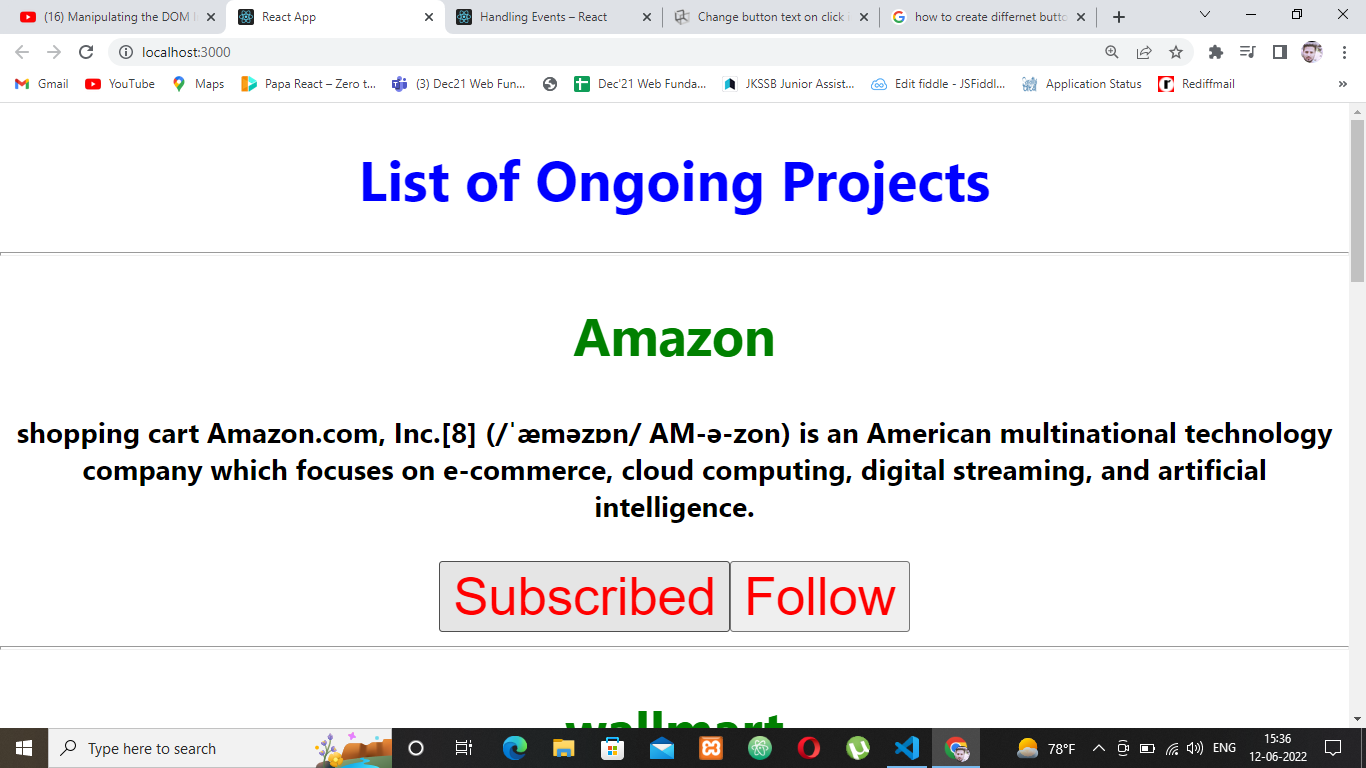 (16) Manipulating the DOM
React App
Handling Events – React
Change button text on click
how to create differnet butto
localhost:3000
Gmail
YouTube
Maps
Papa React – Zero t...
(3) Dec21 Web Fun...
Dec'21 Web Funda...
JKSSB Junior Assist...
Edit fiddle - JSFiddl...
Application Status
Rediffmail
»
List of Ongoing Projects
Amazon
shopping cart Amazon.com, Inc.[8] (/ˈæməzɒn/ AM-ə-zon) is an American multinational technology
company which focuses on e-commerce, cloud computing, digital streaming, and artificial
intelligence.
Subscribed
Follow
wallmart
Type here to search
78°F
ENG
15:36
12-06-2022